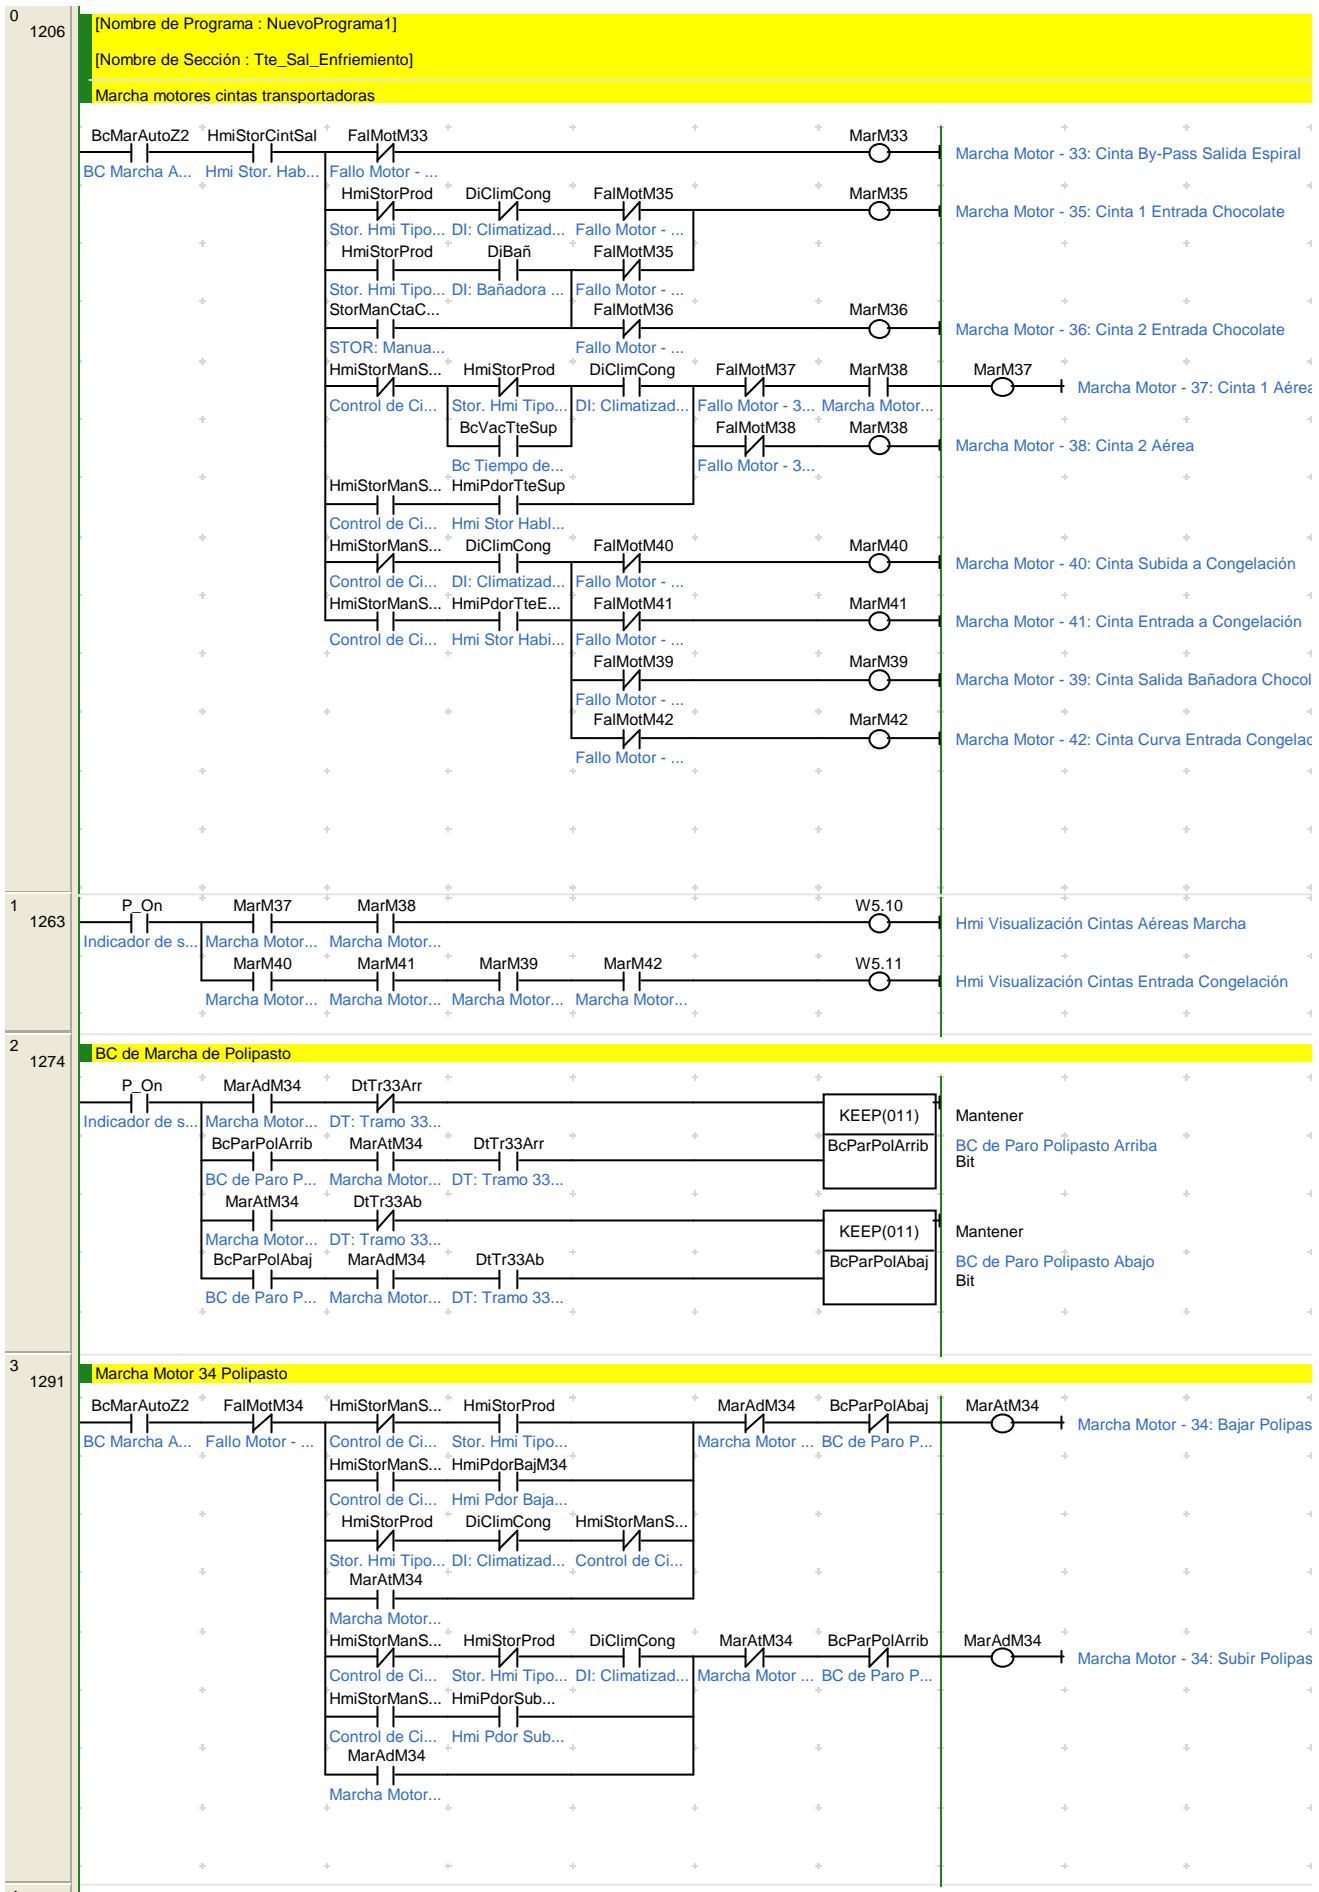 0
1206
[Nombre de Programa : NuevoPrograma1]
[Nombre de Sección : Tte_Sal_Enfriemiento]
Marcha motores cintas transportadoras
BcMarAutoZ2 HmiStorCintSal FalMotM33 MarM33
BC Marcha A... Hmi Stor. Hab... Fallo Motor - ... Marcha Motor - 33: Cinta By-Pass Salida Espiral
HmiStorProd DiClimCong FalMotM35 MarM35
Stor. Hmi Tipo... DI: Climatizad... Fallo Motor - ... Marcha Motor - 35: Cinta 1 Entrada Chocolate
HmiStorProd DiBañ FalMotM35
Stor. Hmi Tipo... DI: Bañadora ... Fallo Motor - ...
StorManCtaC... FalMotM36 MarM36
STOR: Manua... Fallo Motor - ... Marcha Motor - 36: Cinta 2 Entrada Chocolate
HmiStorManS... HmiStorProd DiClimCong FalMotM37 MarM38 MarM37
Control de Ci... Stor. Hmi Tipo... DI: Climatizad... Fallo Motor - 3... Marcha Motor... Marcha Motor - 37: Cinta 1 Aérea
BcVacTteSup FalMotM38 MarM38
Bc Tiempo de... Fallo Motor - 3... Marcha Motor - 38: Cinta 2 Aérea
HmiStorManS... HmiPdorTteSup
Control de Ci... Hmi Stor Habl...
HmiStorManS... DiClimCong FalMotM40 MarM40
Control de Ci... DI: Climatizad... Fallo Motor - ... Marcha Motor - 40: Cinta Subida a Congelación
HmiStorManS... HmiPdorTteE... FalMotM41 MarM41
Control de Ci... Hmi Stor Habi... Fallo Motor - ... Marcha Motor - 41: Cinta Entrada a Congelación
FalMotM39 MarM39
Fallo Motor - ... Marcha Motor - 39: Cinta Salida Bañadora Chocol
FalMotM42 MarM42
Fallo Motor - ... Marcha Motor - 42: Cinta Curva Entrada Congelac
1
1263
P_On MarM37 MarM38 W5.10
Indicador de s... Marcha Motor... Marcha Motor... Hmi Visualización Cintas Aéreas Marcha
MarM40 MarM41 MarM39 MarM42 W5.11
Marcha Motor... Marcha Motor... Marcha Motor... Marcha Motor... Hmi Visualización Cintas Entrada Congelación
2
1274
BC de Marcha de Polipasto
P_On MarAdM34 DtTr33Arr
Indicador de s... Marcha Motor... DT: Tramo 33... KEEP(011) Mantener
BcParPolArrib MarAtM34 DtTr33Arr BcParPolArrib BC de Paro Polipasto Arriba
Bit
BC de Paro P... Marcha Motor... DT: Tramo 33...
MarAtM34 DtTr33Ab
Marcha Motor... DT: Tramo 33... KEEP(011) Mantener
BcParPolAbaj MarAdM34 DtTr33Ab BcParPolAbaj BC de Paro Polipasto Abajo
Bit
BC de Paro P... Marcha Motor... DT: Tramo 33...
3
1291
Marcha Motor 34 Polipasto
BcMarAutoZ2 FalMotM34 HmiStorManS... HmiStorProd MarAdM34 BcParPolAbaj MarAtM34
BC Marcha A... Fallo Motor - ... Control de Ci... Stor. Hmi Tipo... Marcha Motor ... BC de Paro P... Marcha Motor - 34: Bajar Polipas
HmiStorManS... HmiPdorBajM34
Control de Ci... Hmi Pdor Baja...
HmiStorProd DiClimCong HmiStorManS...
Stor. Hmi Tipo... DI: Climatizad... Control de Ci...
MarAtM34
Marcha Motor...
HmiStorManS... HmiStorProd DiClimCong MarAtM34 BcParPolArrib MarAdM34
Control de Ci... Stor. Hmi Tipo... DI: Climatizad... Marcha Motor ... BC de Paro P... Marcha Motor - 34: Subir Polipas
HmiStorManS... HmiPdorSub...
Control de Ci... Hmi Pdor Sub...
MarAdM34
Marcha Motor...